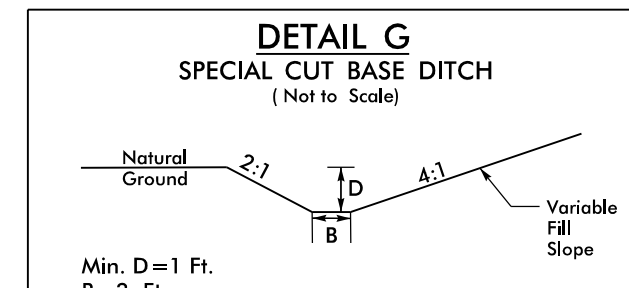 DETAIL G
SPECIAL CUT BASE DITCH
( Not to Scale)
Natural
Ground
2:1
D
4:1
B
Variable
Fill
Slope
Min. D=1 Ft.